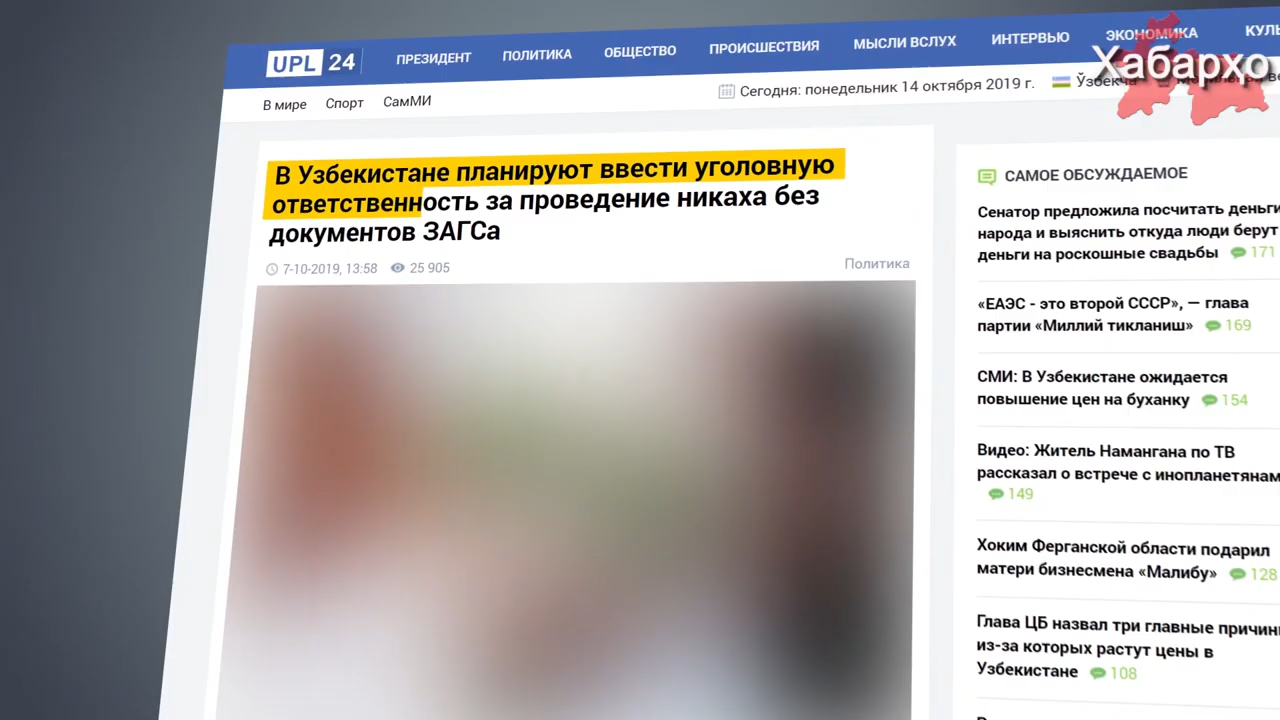 UPL 24
ПРЕЗИДЕНТ
ПОЛИТИКА
ОБЩЕСТВО
ПРОИСШЕСТВИЯ
МЫСЛИ ВСЛУХ
ИНТЕРВЬЮ
ЭКОНОМИКА
Хабархо
В мире
Спорт
СамМИ
Сегодня: понедельник 14 октября 2019 г.
Ўзбекча
В Узбекистане планируют ввести уголовную
ответственность за проведение никаха без
документов ЗАГСа
7-10-2019, 13:58
25 905
Политика
САМОЕ ОБСУЖДАЕМОЕ
Сенатор предложила посчитать деньги
народа и выяснить откуда люди берут
деньги на роскошные свадьбы 171
«ЕАЭС - это второй СССР», — глава
партии «Миллий тикланиш» 169
СМИ: В Узбекистане ожидается
повышение цен на буханку 154
Видео: Житель Намангана по ТВ
рассказал о встрече с инопланетянам
149
Хоким Ферганской области подарил
матери бизнесмена «Малибу» 128
Глава ЦБ назвал три главные причины
из-за которых растут цены в
Узбекистане 108